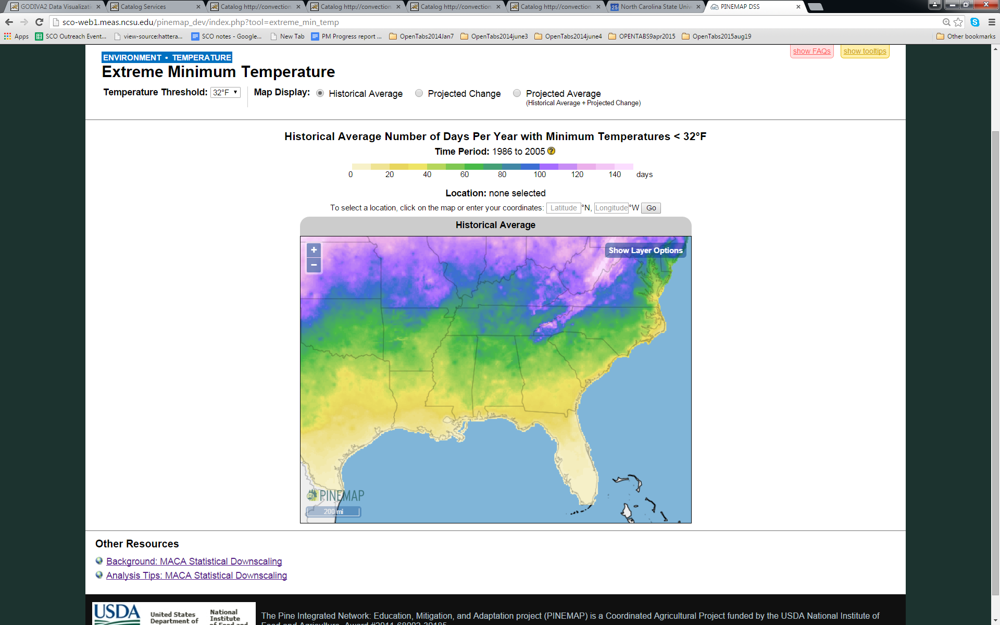 GODIVA2 Data Visualizati
Catalog Services
Catalog http://convection
Catalog http://convection
Catalog http://convection
Catalog http://convection
25 North Carolina State Univ
PINEMAP DSS
sco-web1.meas.ncsu.edu/pinemap_dev/index.php?tool=extreme_min_temp
Apps
SCO Outreach Event...
view-source:hattera...
SCO notes - Google...
New Tab
PM Progress report ...
OpenTabs2014Jan7
OpenTabs2014june3
OpenTabs2014june4
OPENTABS9apr2015
OpenTabs2015aug19
Other bookmarks
ENVIRONMENT • TEMPERATURE
show FAQs
show tooltips
Extreme Minimum Temperature
Temperature Threshold: 32°F
Map Display: Historical Average Projected Change Projected Average
(Historical Average + Projected Change)
Historical Average Number of Days Per Year with Minimum Temperatures < 32°F
Time Period: 1986 to 2005 ?
0 20 40 60 80 100 120 140 days
Location: none selected
To select a location, click on the map or enter your coordinates: Latitude °N, Longitude °W Go
Historical Average
+
Show Layer Options
−
PINEMAP
200 mi
Other Resources
Background: MACA Statistical Downscaling
Analysis Tips: MACA Statistical Downscaling
USDA
United States
Department of
National
Institute
of Food and
The Pine Integrated Network: Education, Mitigation, and Adaptation project (PINEMAP) is a Coordinated Agricultural Project funded by the USDA National Institute of
Food and Agriculture, Award #2011-68002-30185.